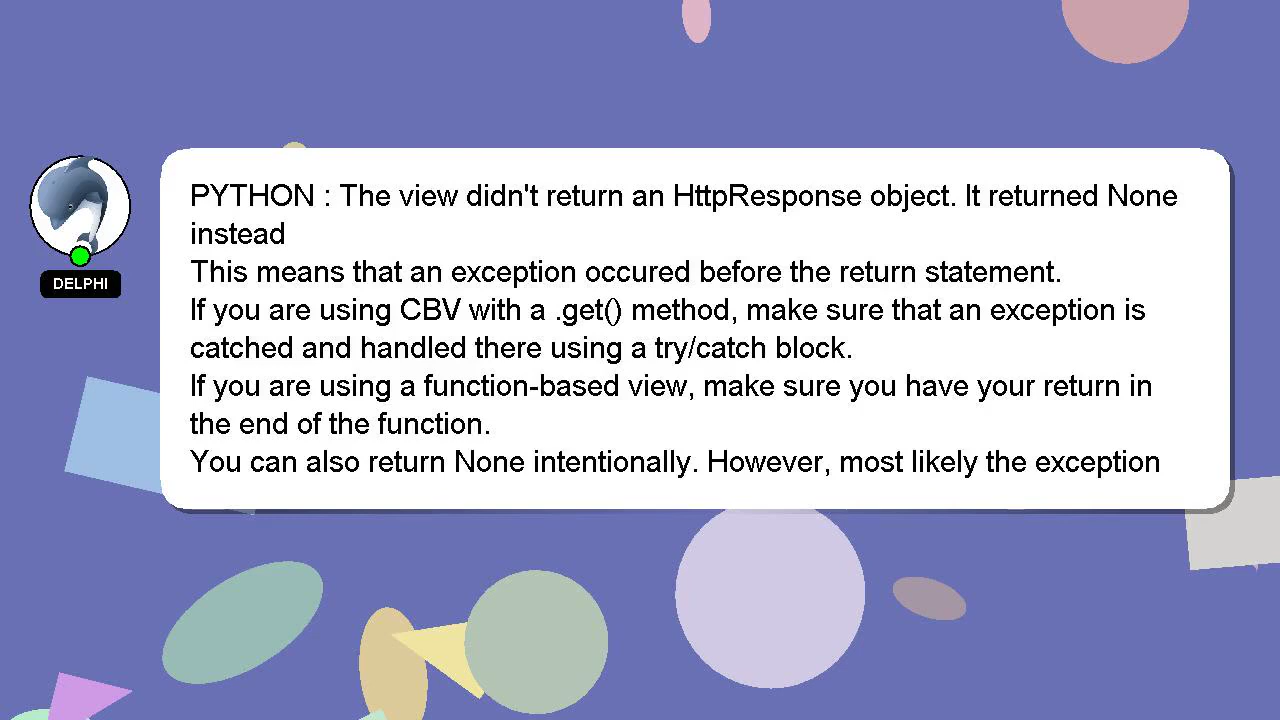 PYTHON : The view didn't return an HttpResponse object. It returned None
instead
This means that an exception occured before the return statement.
If you are using CBV with a .get() method, make sure that an exception is
catched and handled there using a try/catch block.
If you are using a function-based view, make sure you have your return in
the end of the function.
You can also return None intentionally. However, most likely the exception
DELPHI